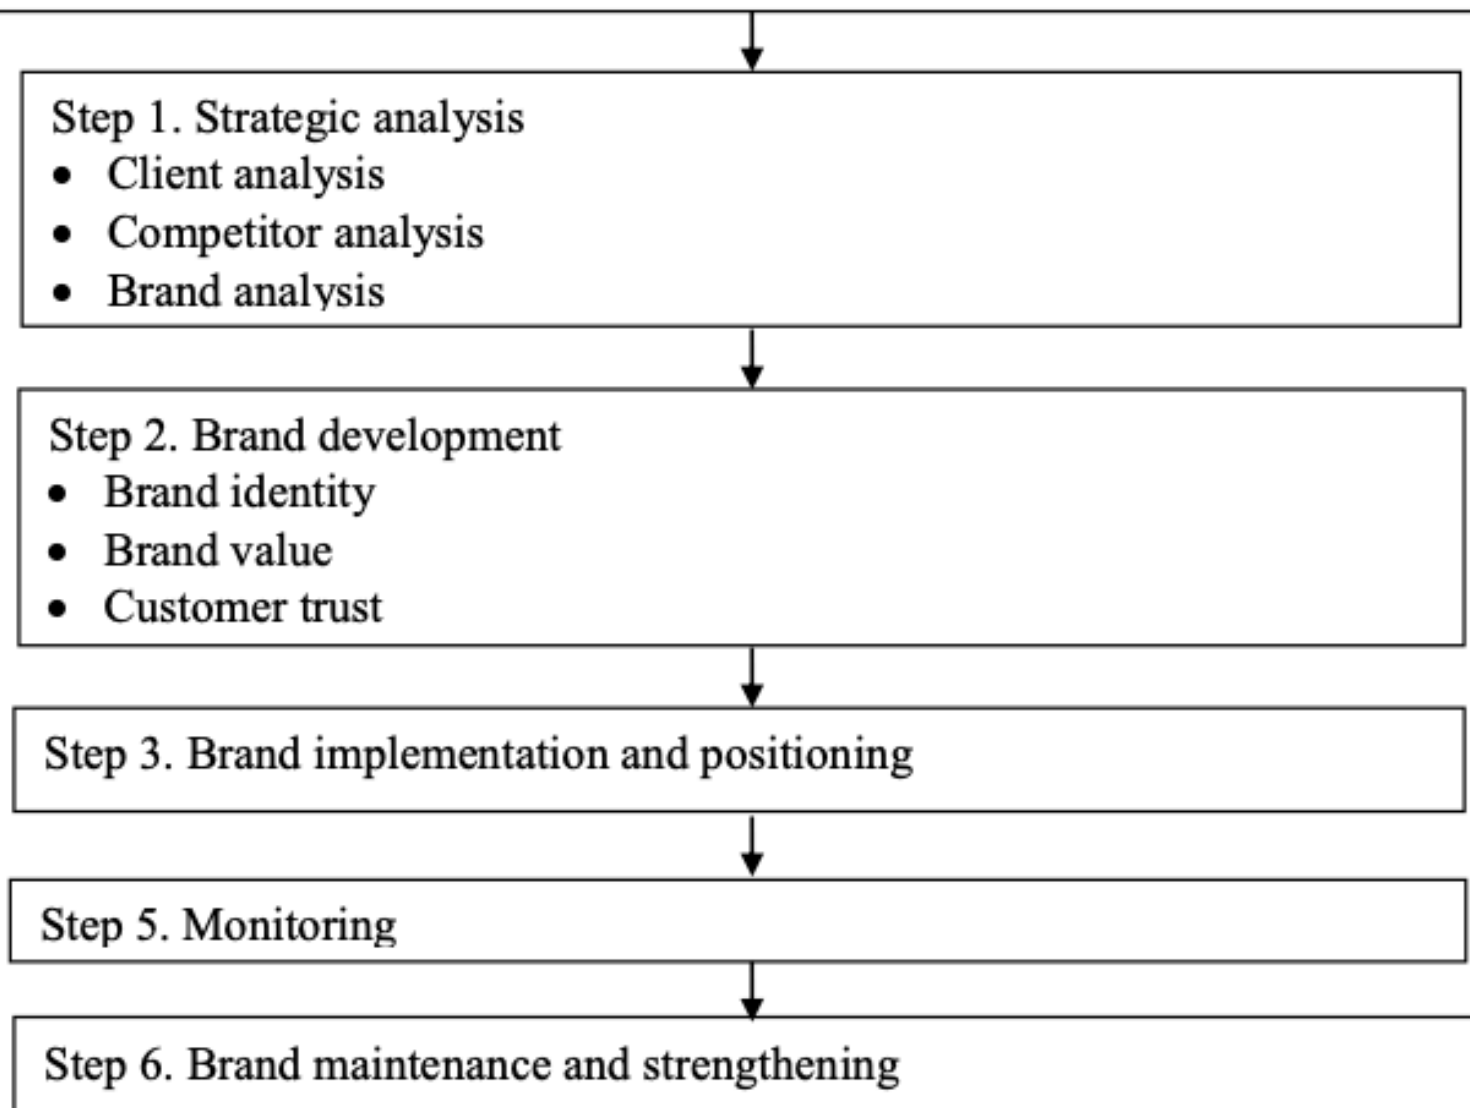 Step 1. Strategic analysis
• Client analysis
• Competitor analysis
• Brand analysis
Step 2. Brand development
• Brand identity
• Brand value
• Customer trust
Step 3. Brand implementation and positioning
Step 5. Monitoring
Step 6. Brand maintenance and strengthening